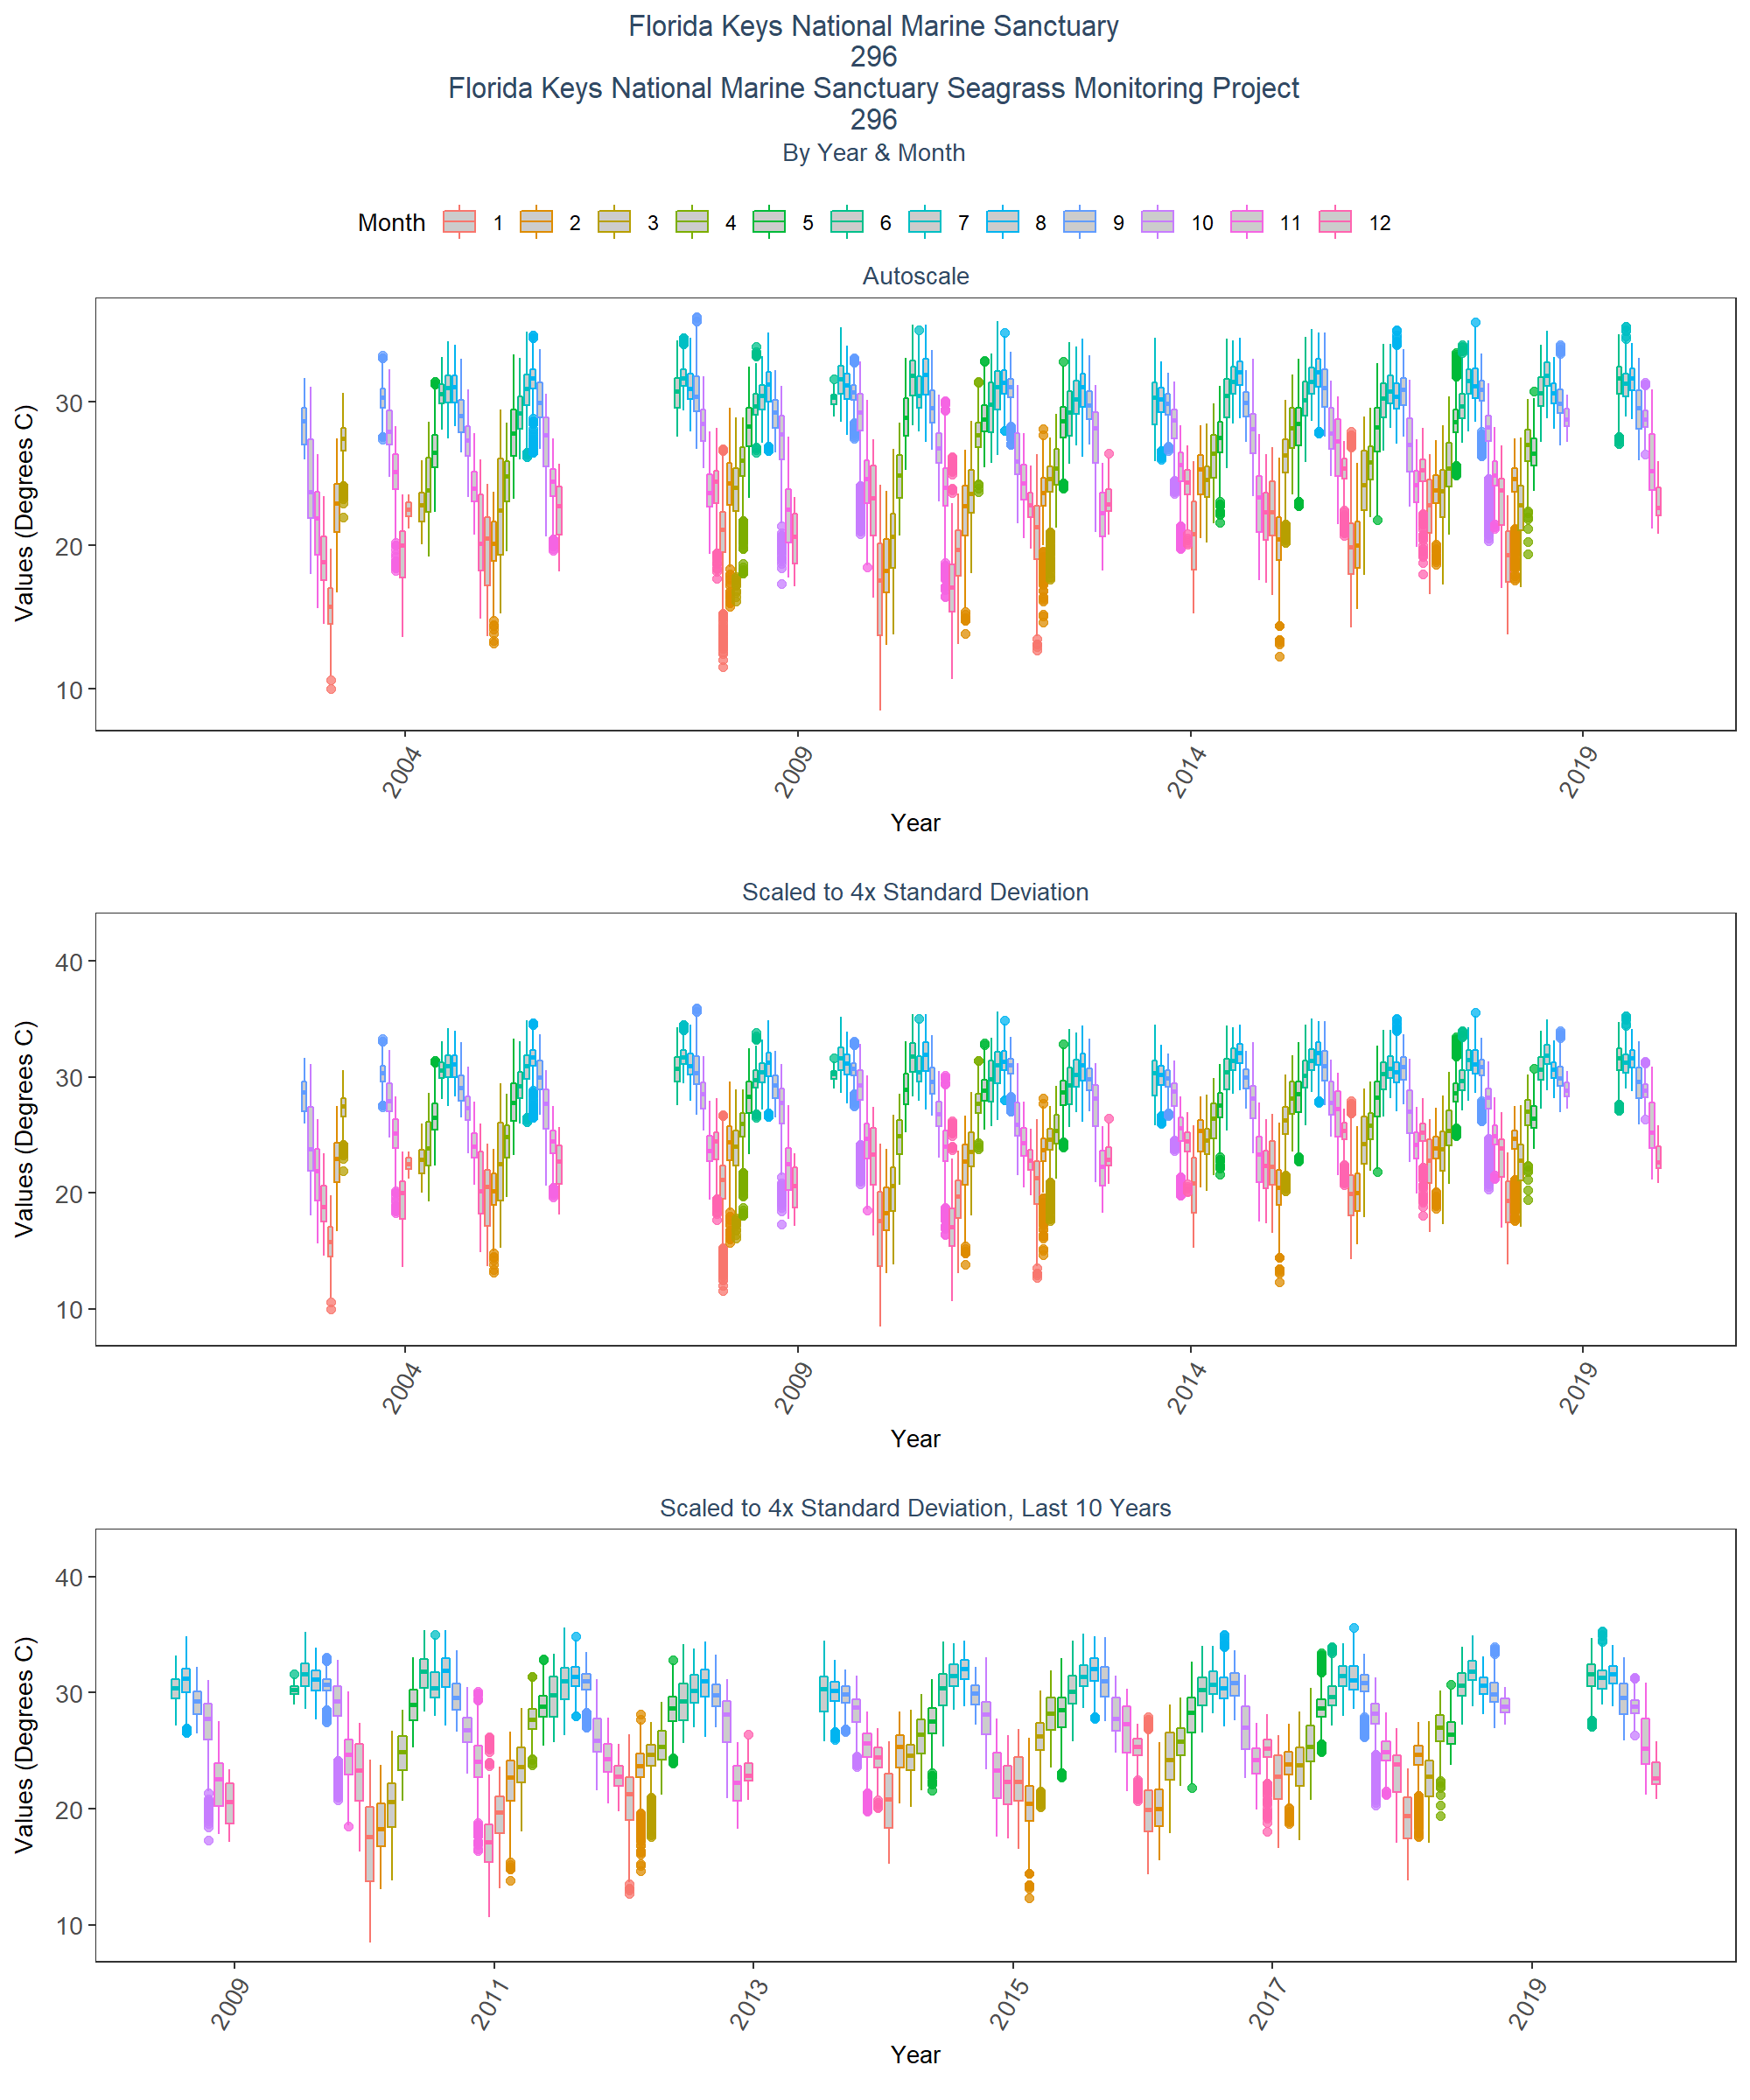 Florida Keys National Marine Sanctuary
296
Florida Keys National Marine Sanctuary Seagrass Monitoring Project
296
By Year & Month
Month 1 2 3 4 5 6 7 8 9 10 11 12
Autoscale
Values (Degrees C)
30
20
10
2004 2009 2014 2019
Year
Scaled to 4x Standard Deviation
Values (Degrees C)
40
30
20
10
2004 2009 2014 2019
Year
Scaled to 4x Standard Deviation, Last 10 Years
Values (Degrees C)
40
30
20
10
2009 2011 2013 2015 2017 2019
Year